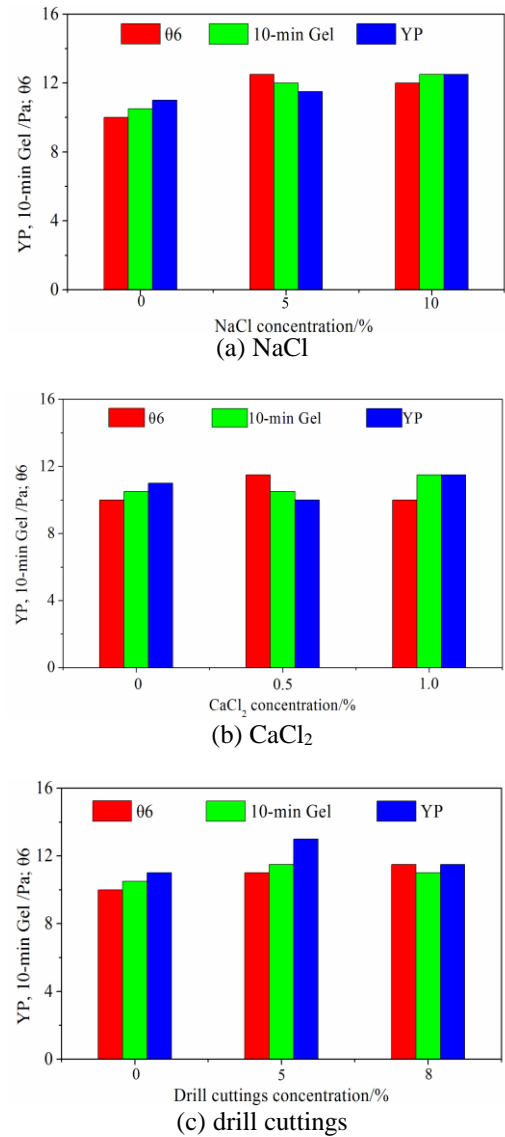 16
θ6 10-min Gel YP
12
8
4
0
YP, 10-min Gel /Pa; θ6
0 5 10
NaCl concentration/%
(a) NaCl
16
θ6 10-min Gel YP
12
8
4
0
YP, 10-min Gel /Pa; θ6
0 0.5 1.0
CaCl₂ concentration/%
(b) CaCl₂
16
θ6 10-min Gel YP
12
8
4
0
YP, 10-min Gel /Pa; θ6
0 5 8
Drill cuttings concentration/%
(c) drill cuttings